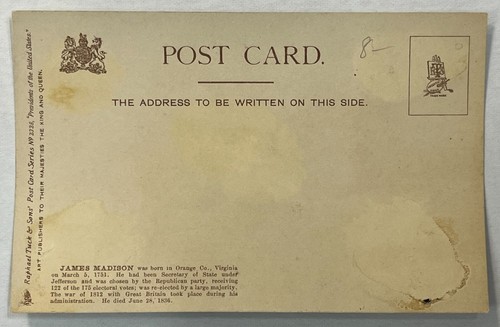 POST CARD.
8-
THE ADDRESS TO BE WRITTEN ON THIS SIDE.
Raphael Tuck & Sons' Post Card Series Nº 2328, "Presidents of the United States."
ART PUBLISHERS TO THEIR MAJESTIES THE KING AND QUEEN.
JAMES MADISON was born in Orange Co., Virginia
on March 5, 1751. He had been Secretary of State under
Jefferson and was chosen by the Republican party, receiving
122 of the 175 electoral votes; was re-elected by a large majority.
The war of 1812 with Great Britain took place during his
administration. He died June 28, 1836.